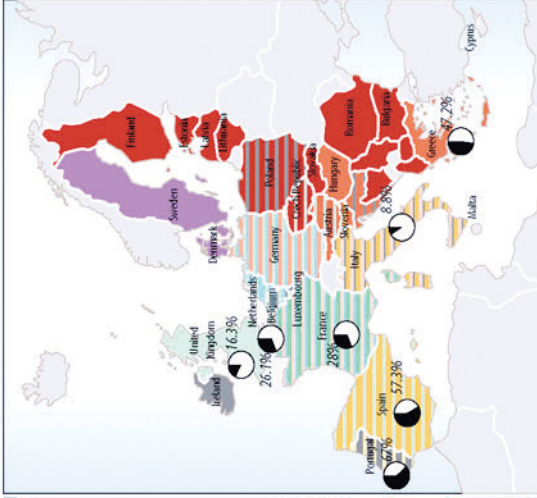 Finland
Estonia
Latvia
Lithuania
Sweden
Denmark
Poland
Germany
Czech Republic
Slovakia
Austria
Hungary
Slovenia
Romania
Bulgaria
Greece
47.2%
Cyprus
Netherlands
Belgium
Luxembourg
United
Kingdom
16.3%
Iceland
26.1%
France
28%
Italy
8.8%
Malta
Spain
57.3%
Portugal
67%